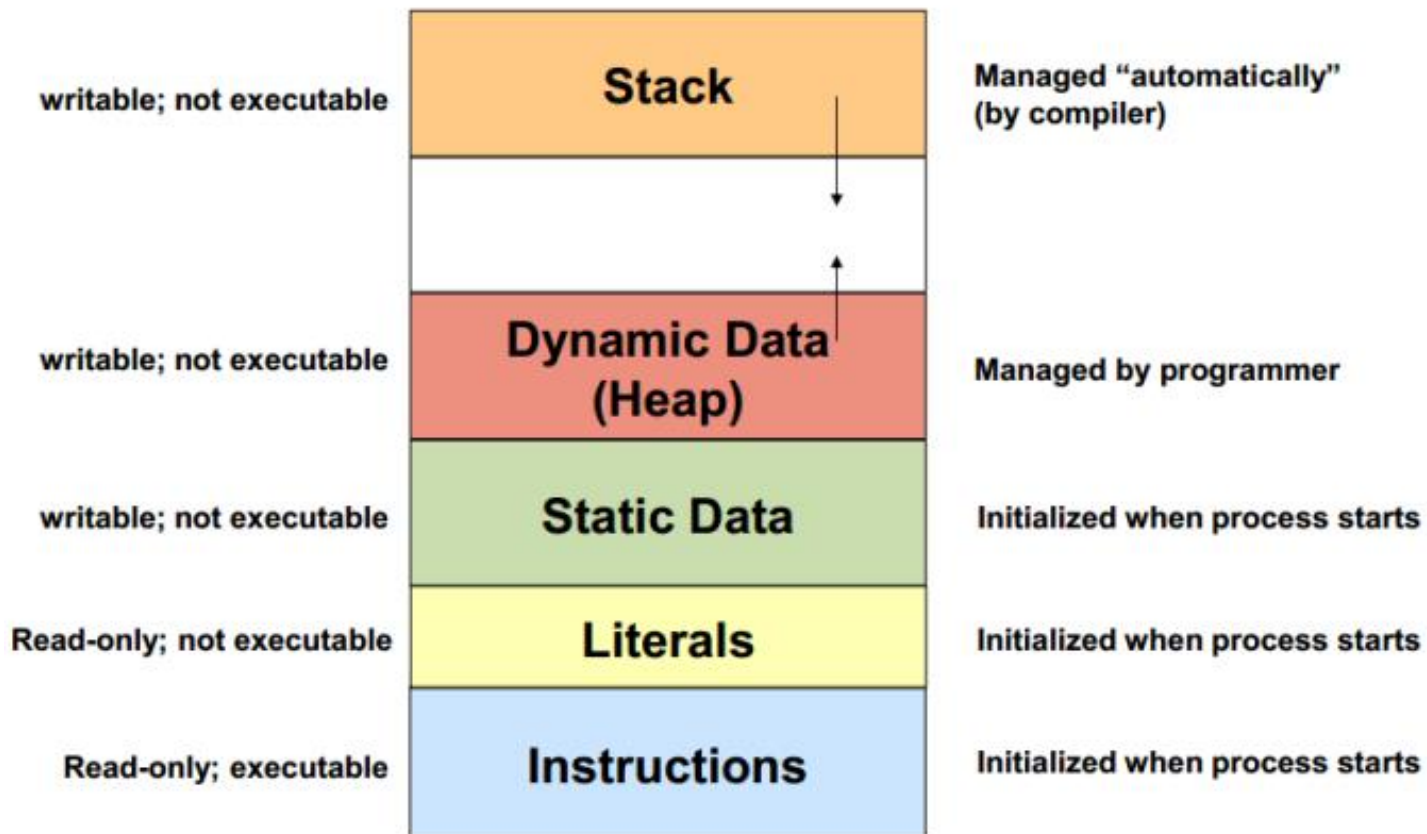 writable; not executable
Stack
Managed “automatically”
(by compiler)
writable; not executable
Dynamic Data
(Heap)
Managed by programmer
writable; not executable
Static Data
Initialized when process starts
Read-only; not executable
Literals
Initialized when process starts
Read-only; executable
Instructions
Initialized when process starts